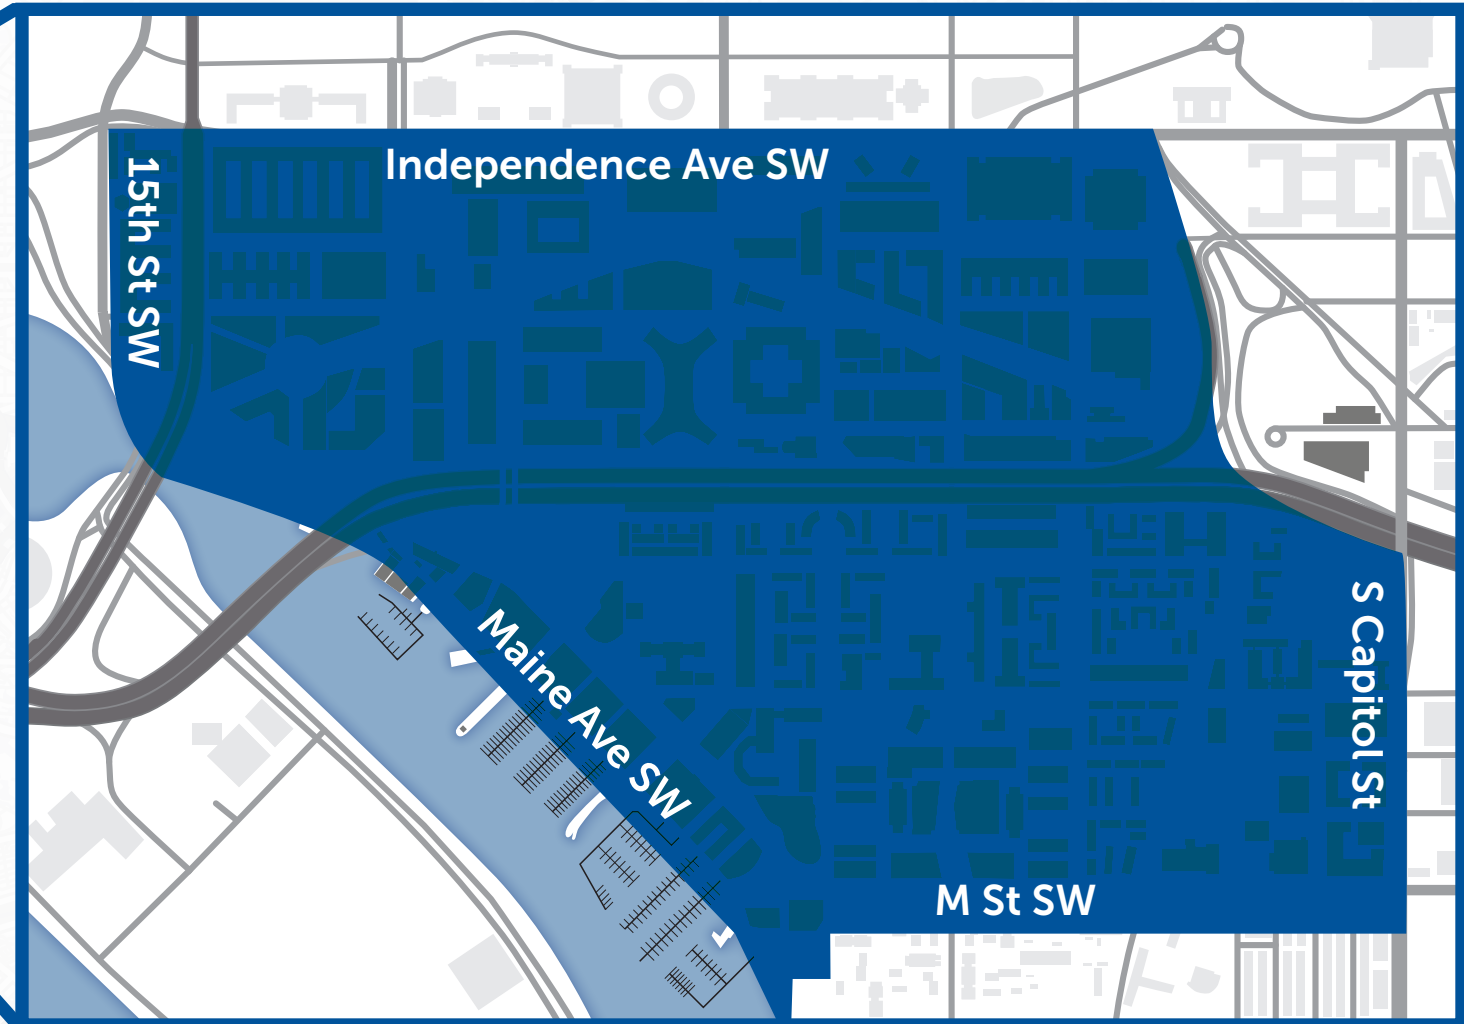 Independence Ave SW
15th St SW
Maine Ave SW
S Capitol St
M St SW